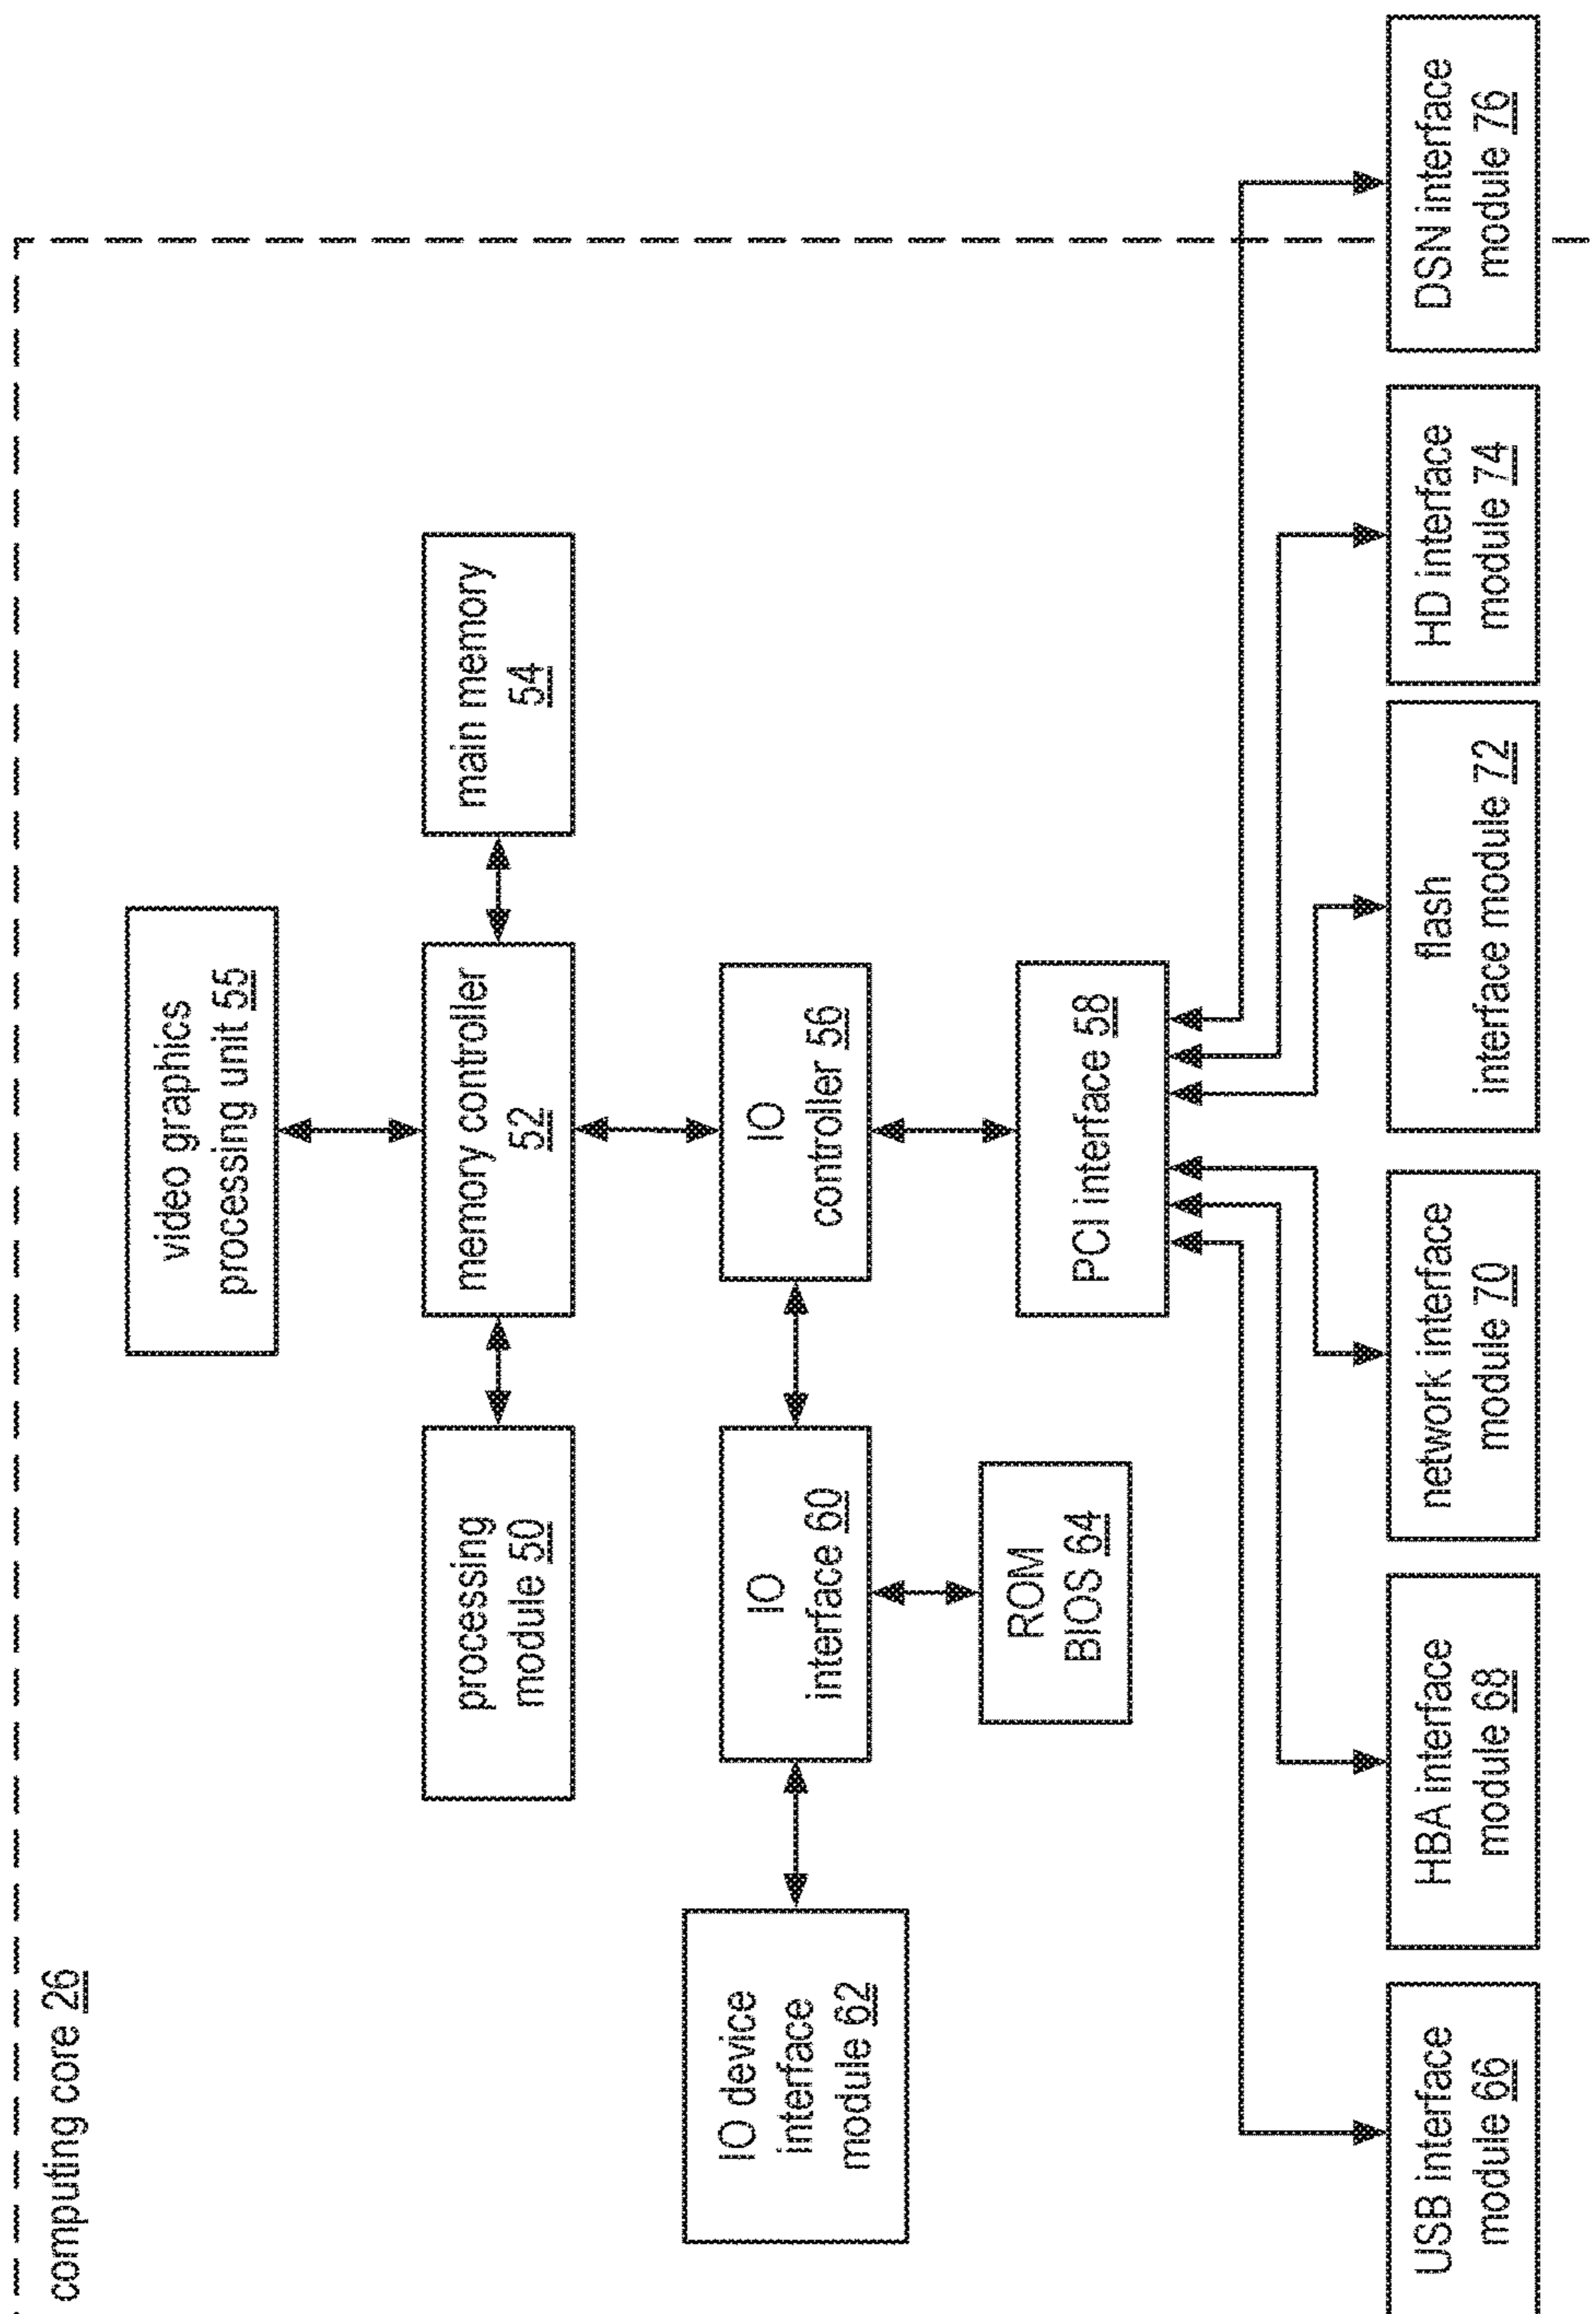 computing core 26
video graphics
processing unit 55
processing
module 50
memory controller
52
main memory
54
IO device
interface
module 62
IO
interface 60
IO
controller 56
ROM
BIOS 64
PCI interface 58
USB interface
module 66
HBA interface
module 68
network interface
module 70
flash
interface module 72
HD interface
module 74
DSN interface
module 76